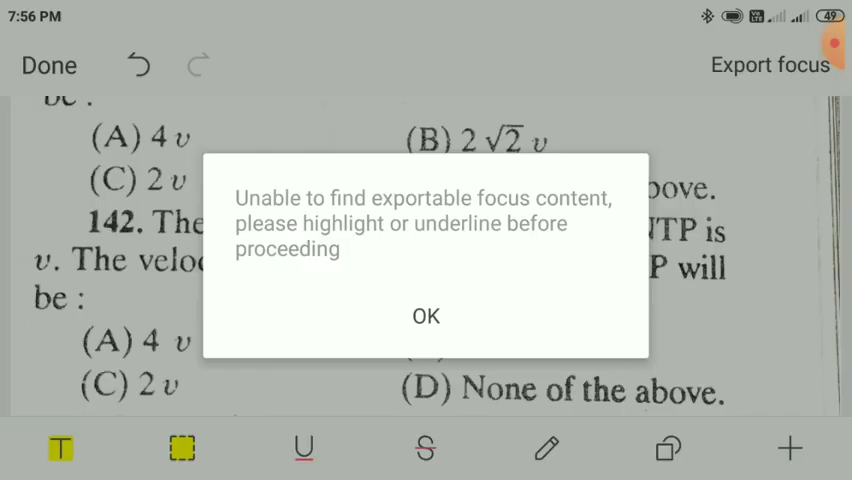 7:56 PM
49
Done
Export focus
be :
(A) 4 v
(B) 2 √2 v
(C) 2 v
bove.
142. The
NTP is
v. The veloc
P will
be :
(A) 4 v
(C) 2 v
(D) None of the above.
Unable to find exportable focus content,
please highlight or underline before
proceeding
OK
T
U
S